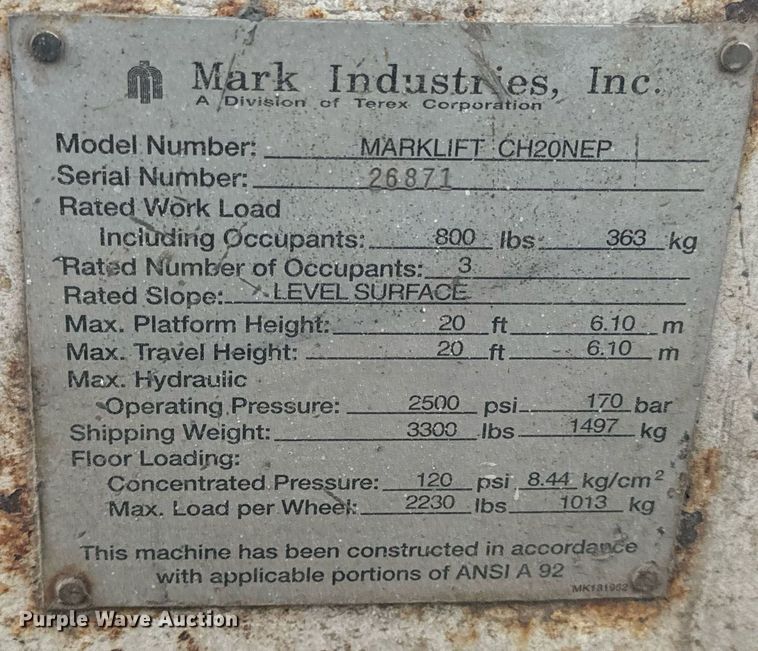 Mark Industries, Inc.
A Division of Terex Corporation
Model Number: MARKLIFT CH20NEP
Serial Number: 26871
Rated Work Load
Including Occupants: 800 lbs 363 kg
Rated Number of Occupants: 3
Rated Slope: LEVEL SURFACE
Max. Platform Height: 20 ft 6.10 m
Max. Travel Height: 20 ft 6.10 m
Max. Hydraulic
Operating Pressure: 2500 psi 170 bar
Shipping Weight: 3300 lbs 1497 kg
Floor Loading:
Concentrated Pressure: 120 psi 8.44 kg/cm²
Max. Load per Wheel: 2230 lbs 1013 kg
This machine has been constructed in accordance
with applicable portions of ANSI A 92
Purple Wave Auction